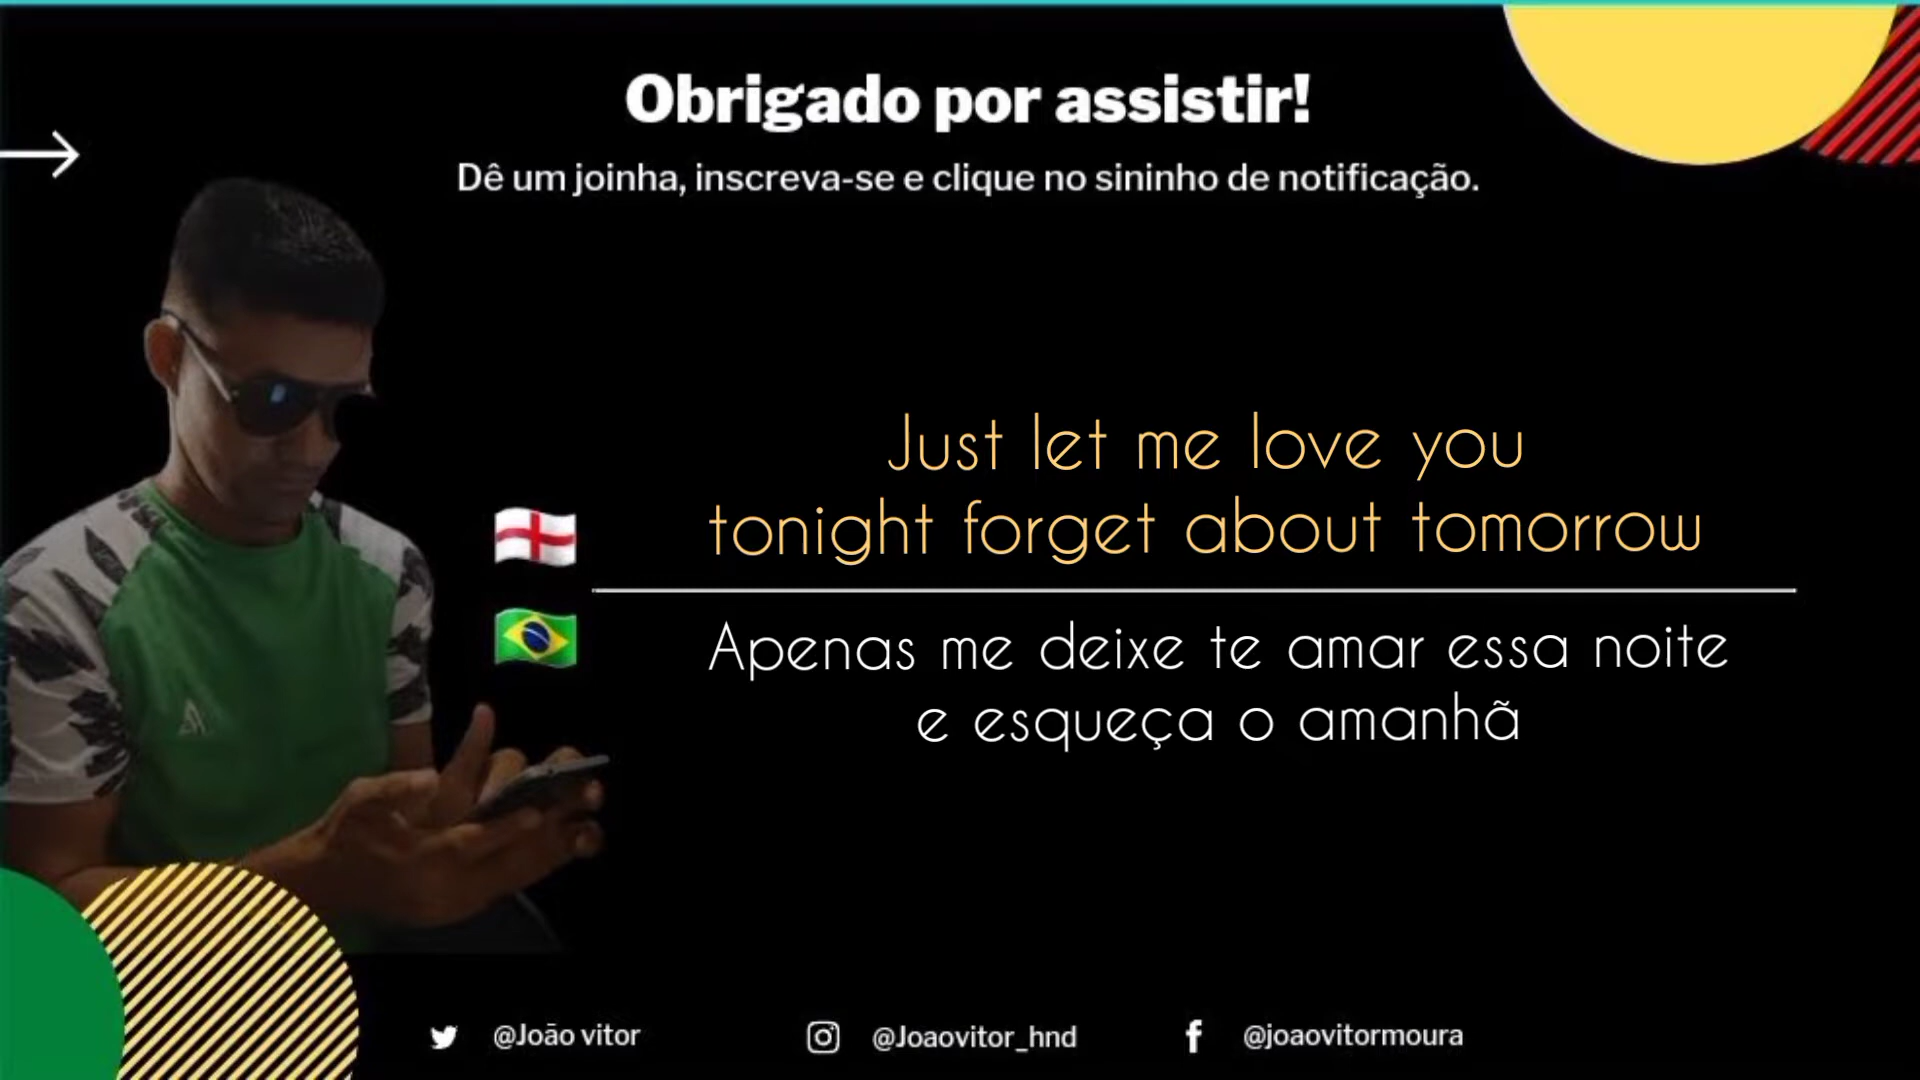 Obrigado por assistir!
Dê um joinha, inscreva-se e clique no sininho de notificação.
Just let me love you
tonight forget about tomorrow
Apenas me deixe te amar essa noite
e esqueça o amanhã
@João vitor
@Joaovitor_hnd
@joaovitormoura